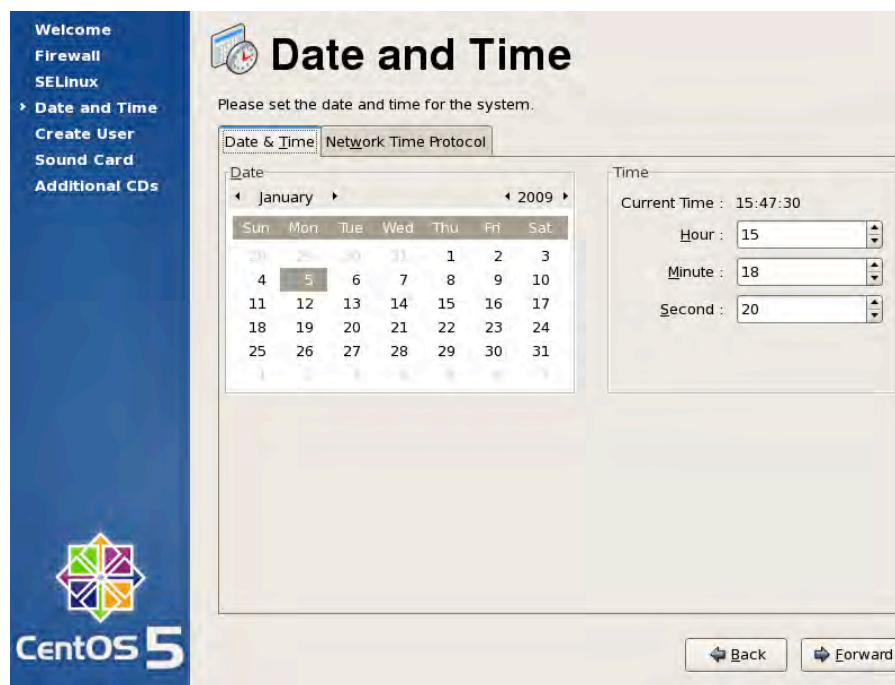 Welcome
Firewall
SELinux
Date and Time
Create User
Sound Card
Additional CDs
CentOS 5
Date and Time
Please set the date and time for the system.
Date & Time
Network Time Protocol
Date
January
2009
Sun Mon Tue Wed Thu Fri Sat
28 29 30 31 1 2 3
4 5 6 7 8 9 10
11 12 13 14 15 16 17
18 19 20 21 22 23 24
25 26 27 28 29 30 31
Time
Current Time : 15:47:30
Hour : 15
Minute : 18
Second : 20
Back
Forward